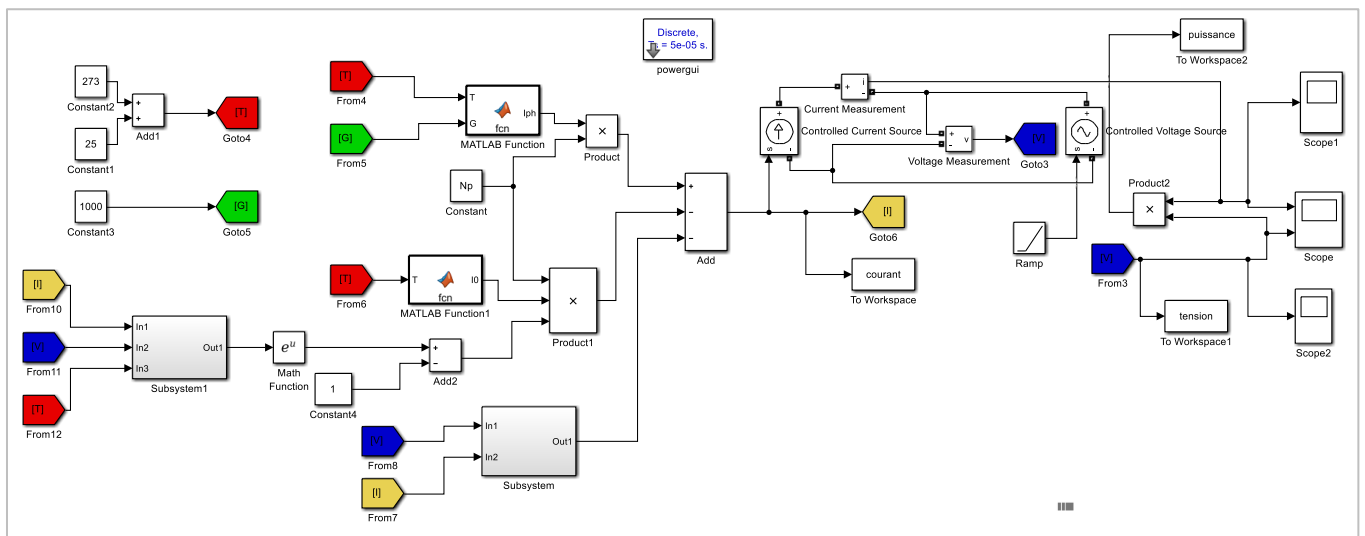 Discrete,
Ts = 5e-05 s.
powergui
puissance
To Workspace2
273
Constant2
+
+
Add1
[T]
Goto4
25
Constant1
1000
Constant3
[G]
Goto5
[T]
From4
[G]
From5
T
G
fcn
Iph
MATLAB Function
×
Product
Np
Constant
[T]
From6
T
fcn
I0
MATLAB Function1
×
Product1
+
−
−
Add
[I]
From10
[V]
From11
[T]
From12
In1
In2
In3
Out1
Subsystem1
e^u
Math
Function
1
Constant4
+
−
Add2
[V]
From8
[I]
From7
In1
In2
Out1
Subsystem
+
i
-
Current Measurement
+
s
-
Controlled Current Source
+
-
v
Voltage Measurement
[V]
Goto3
+
s
-
Controlled Voltage Source
[I]
Goto6
courant
To Workspace
Ramp
Product2
×
[V]
From3
tension
To Workspace1
Scope1
Scope
Scope2